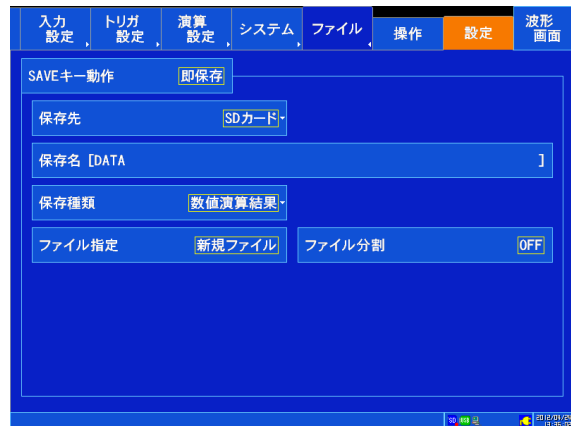 入力 トリガ 演算 システム ファイル 操作 設定 波形
設定 設定 設定 画面
SAVEキー動作 即保存
保存先 SDカード
保存名 [DATA ]
保存種類 数値演算結果
ファイル指定 新規ファイル ファイル分割 OFF
SD USB